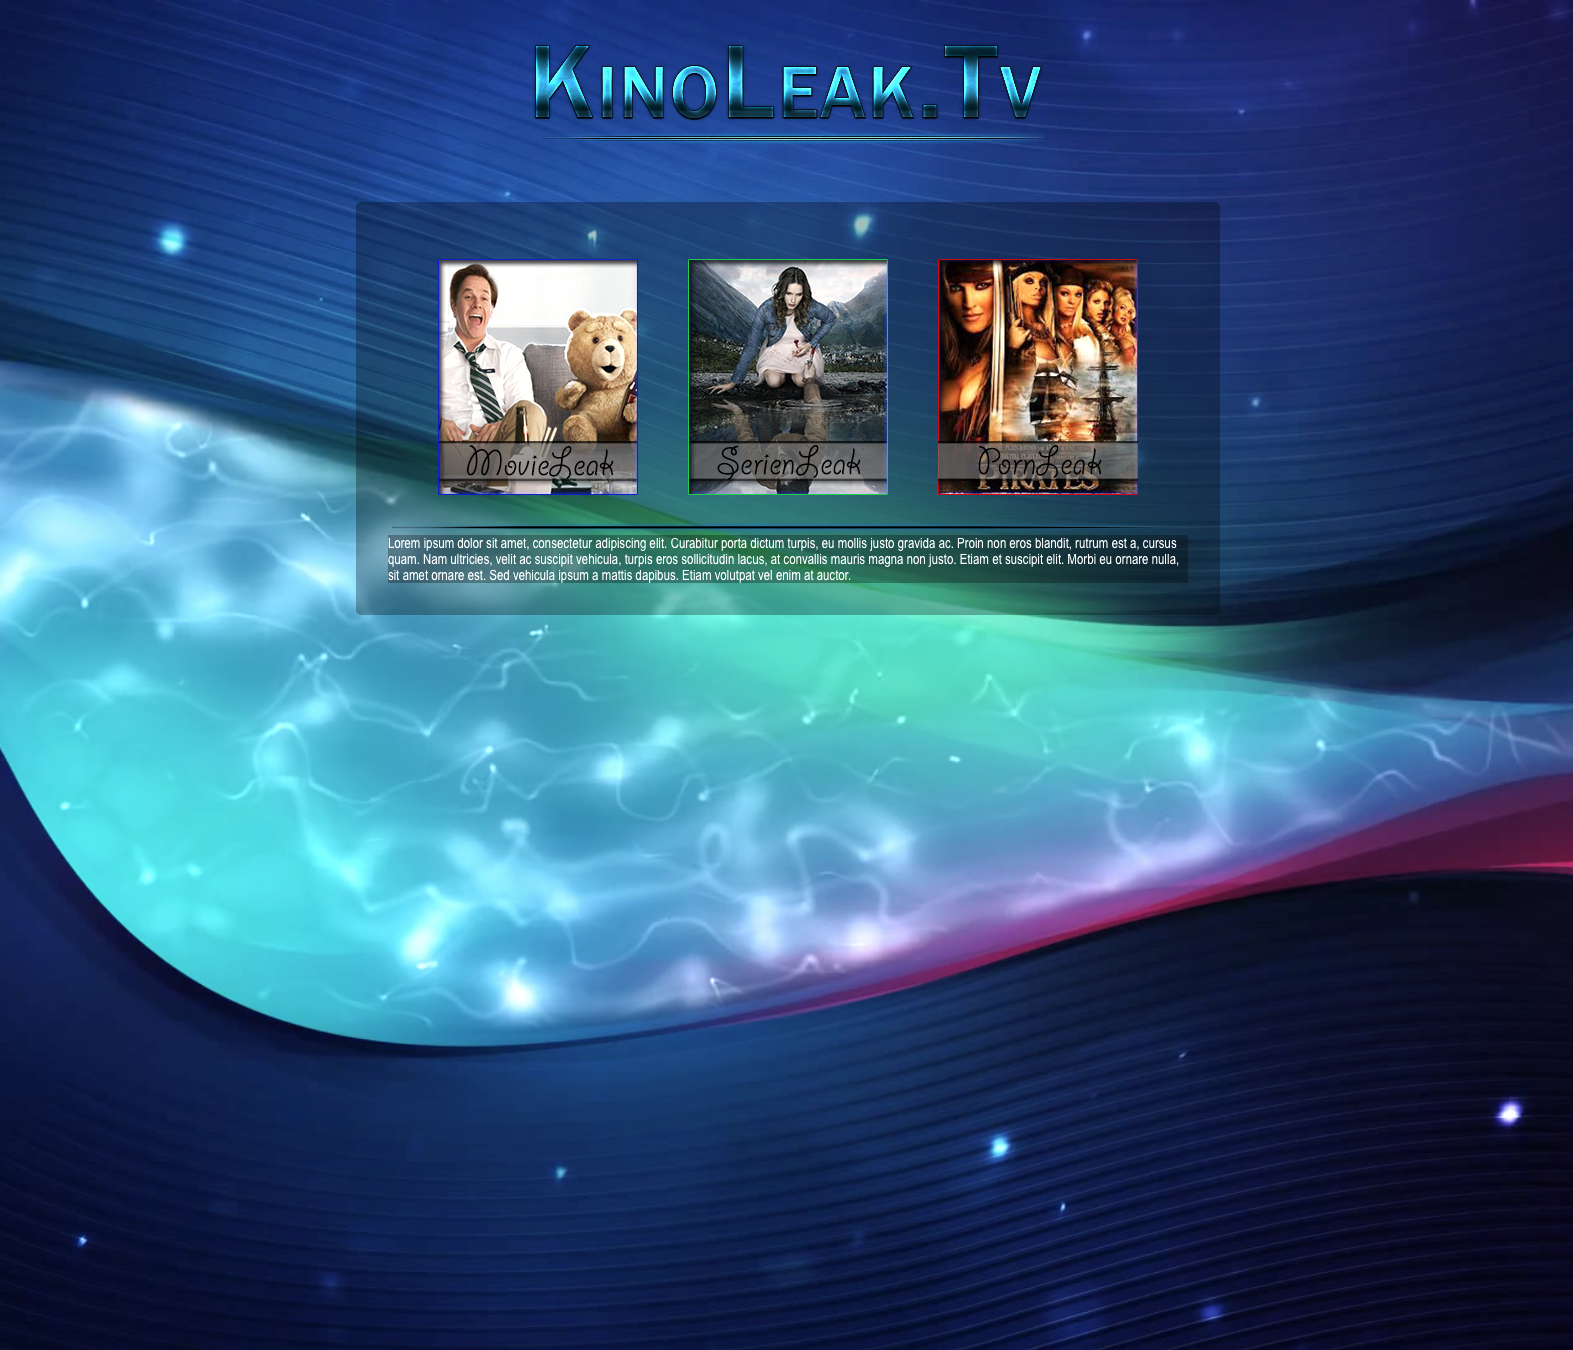 KinoLeak.Tv
MovieLeak
SerienLeak
PornLeak
PIRATES
Lorem ipsum dolor sit amet, consectetur adipiscing elit. Curabitur porta dictum turpis, eu mollis justo gravida ac. Proin non eros blandit, rutrum est a, cursus
quam. Nam ultricies, velit ac suscipit vehicula, turpis eros sollicitudin lacus, at convallis mauris magna non justo. Etiam et suscipit elit. Morbi eu ornare nulla,
sit amet ornare est. Sed vehicula ipsum a mattis dapibus. Etiam volutpat vel enim at auctor.